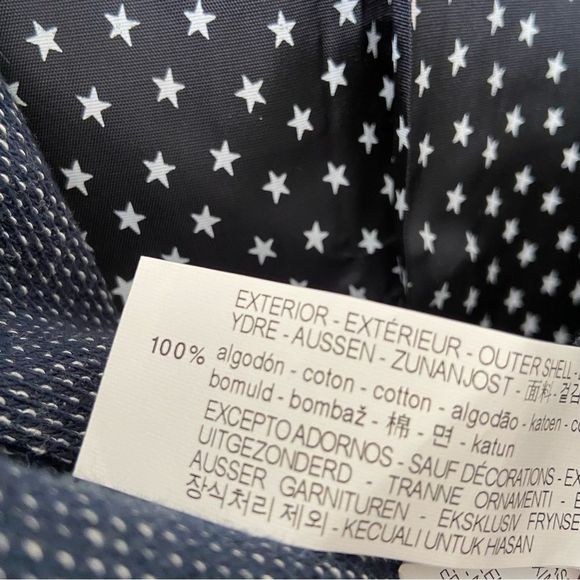 EXTERIOR - EXTÉRIEUR - OUTER SHELL -
YDRE - AUSSEN - ZUNANJOST - 面料 - 겉감
100% algodón - coton - cotton - algodão - katoen -
bomuld - bombaž - 棉 - 면 - katun
EXCEPTO ADORNOS - SAUF DÉCORATIONS -
UITGEZONDERD - TRANNE ORNAMENTI -
AUSSER GARNITUREN - EKSKLUSIV FRYNSE
장식처리 제외 - KECUALI UNTUK HIASAN